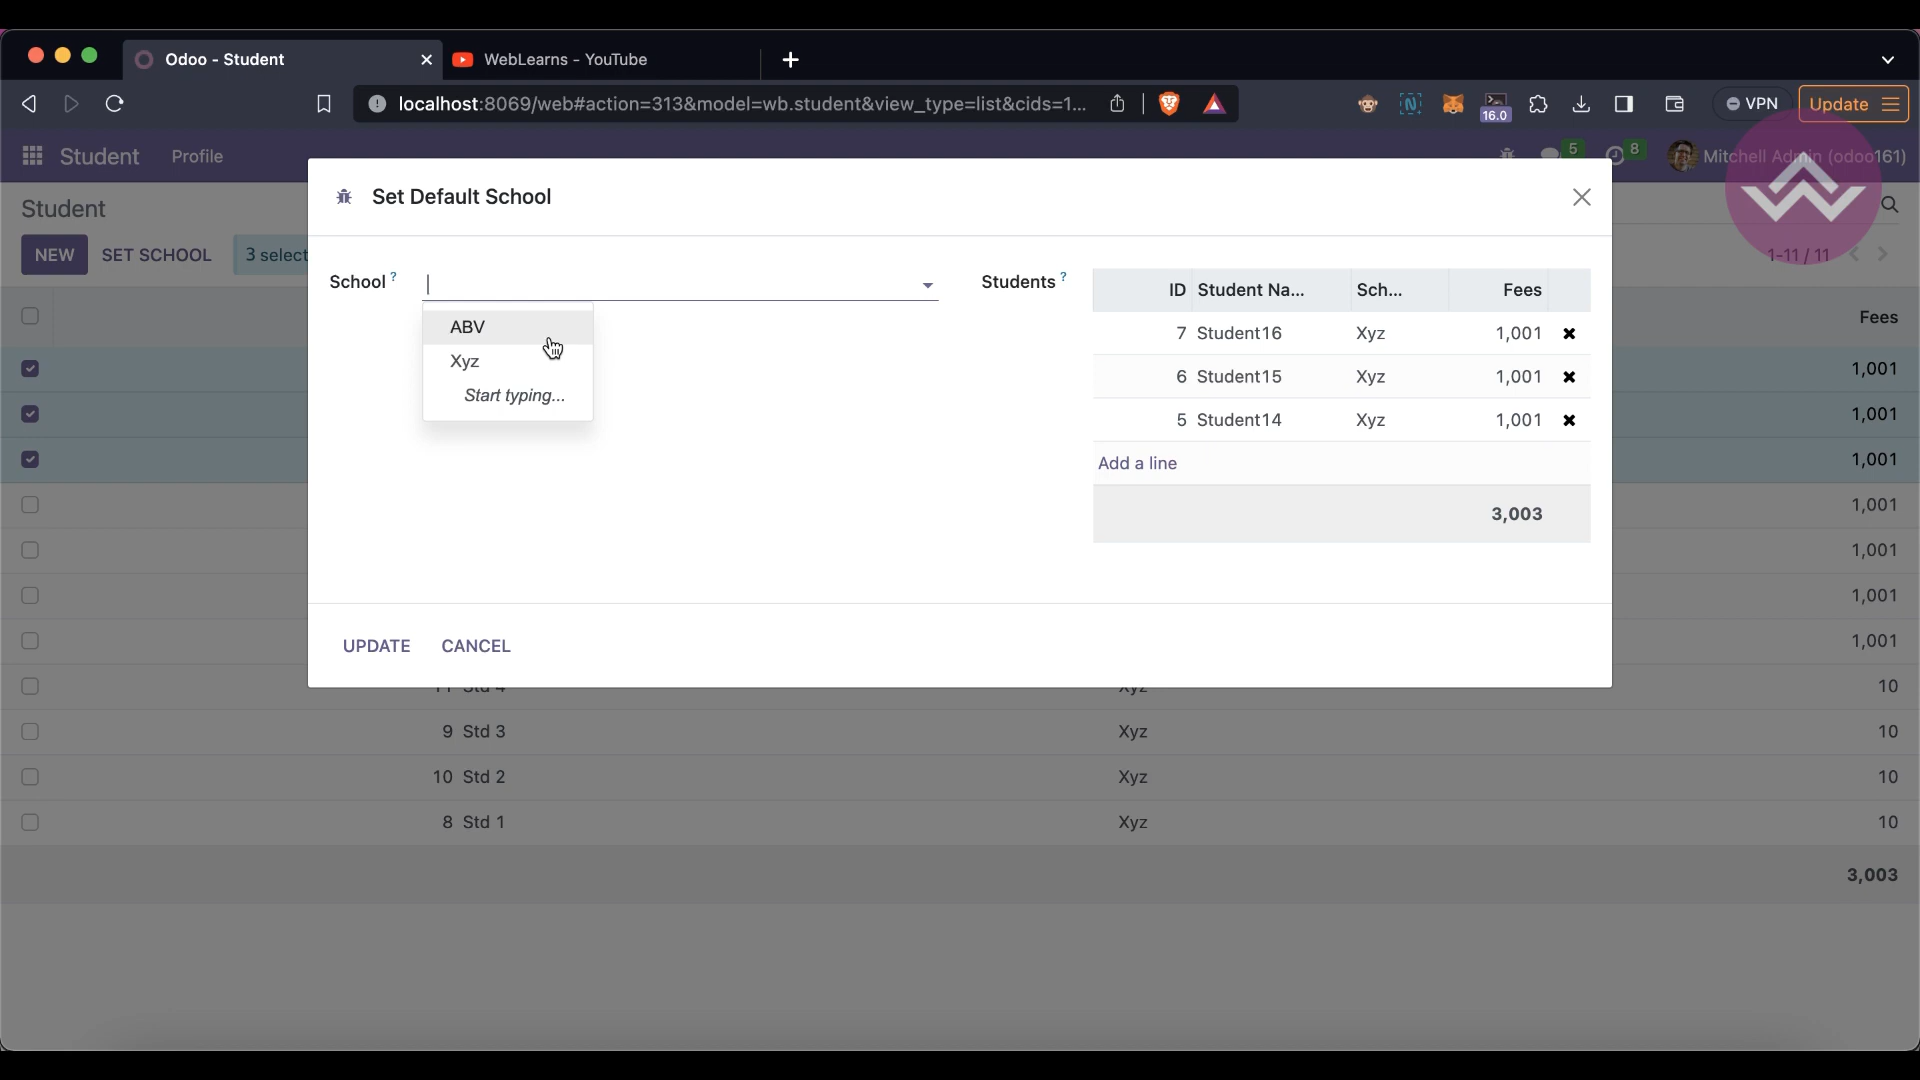 Odoo - Student
WebLearns - YouTube
localhost:8069/web#action=313&model=wb.student&view_type=list&cids=1...
16.0
VPN
Update
Student
Profile
5
8
Mitchell Admin (odoo161)
Student
NEW
SET SCHOOL
3 select
1-11 / 11
Set Default School
School ?
ABV
Xyz
Start typing...
Students ?
ID Student Na... Sch... Fees
7 Student16 Xyz 1,001
6 Student15 Xyz 1,001
5 Student14 Xyz 1,001
Add a line
3,003
UPDATE
CANCEL
Fees
1,001
1,001
1,001
1,001
1,001
1,001
1,001
11 Std 4 Xyz 10
9 Std 3 Xyz 10
10 Std 2 Xyz 10
8 Std 1 Xyz 10
3,003